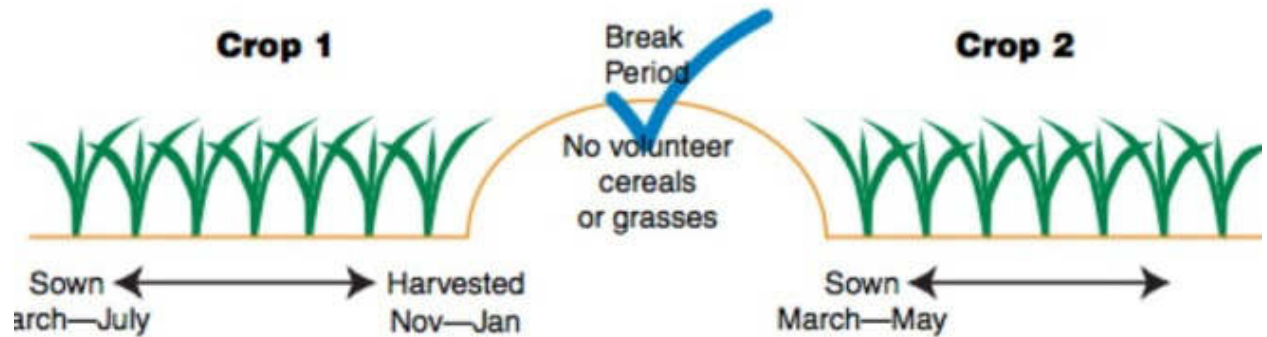 Crop 1
Break
Period
Crop 2
No volunteer
cereals
or grasses
Sown
arch—July
Harvested
Nov—Jan
Sown
March—May